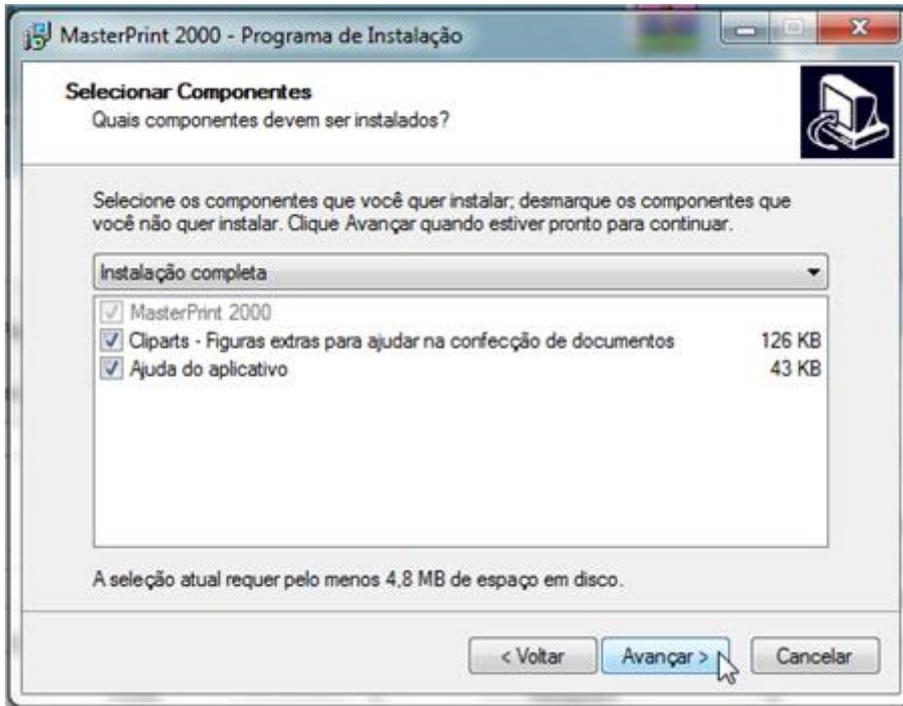 MasterPrint 2000 - Programa de Instalação
Selecionar Componentes
Quais componentes devem ser instalados?
Selecione os componentes que você quer instalar; desmarque os componentes que
você não quer instalar. Clique Avançar quando estiver pronto para continuar.
Instalação completa
MasterPrint 2000
Cliparts - Figuras extras para ajudar na confecção de documentos 126 KB
Ajuda do aplicativo 43 KB
A seleção atual requer pelo menos 4,8 MB de espaço em disco.
< Voltar Avançar > Cancelar